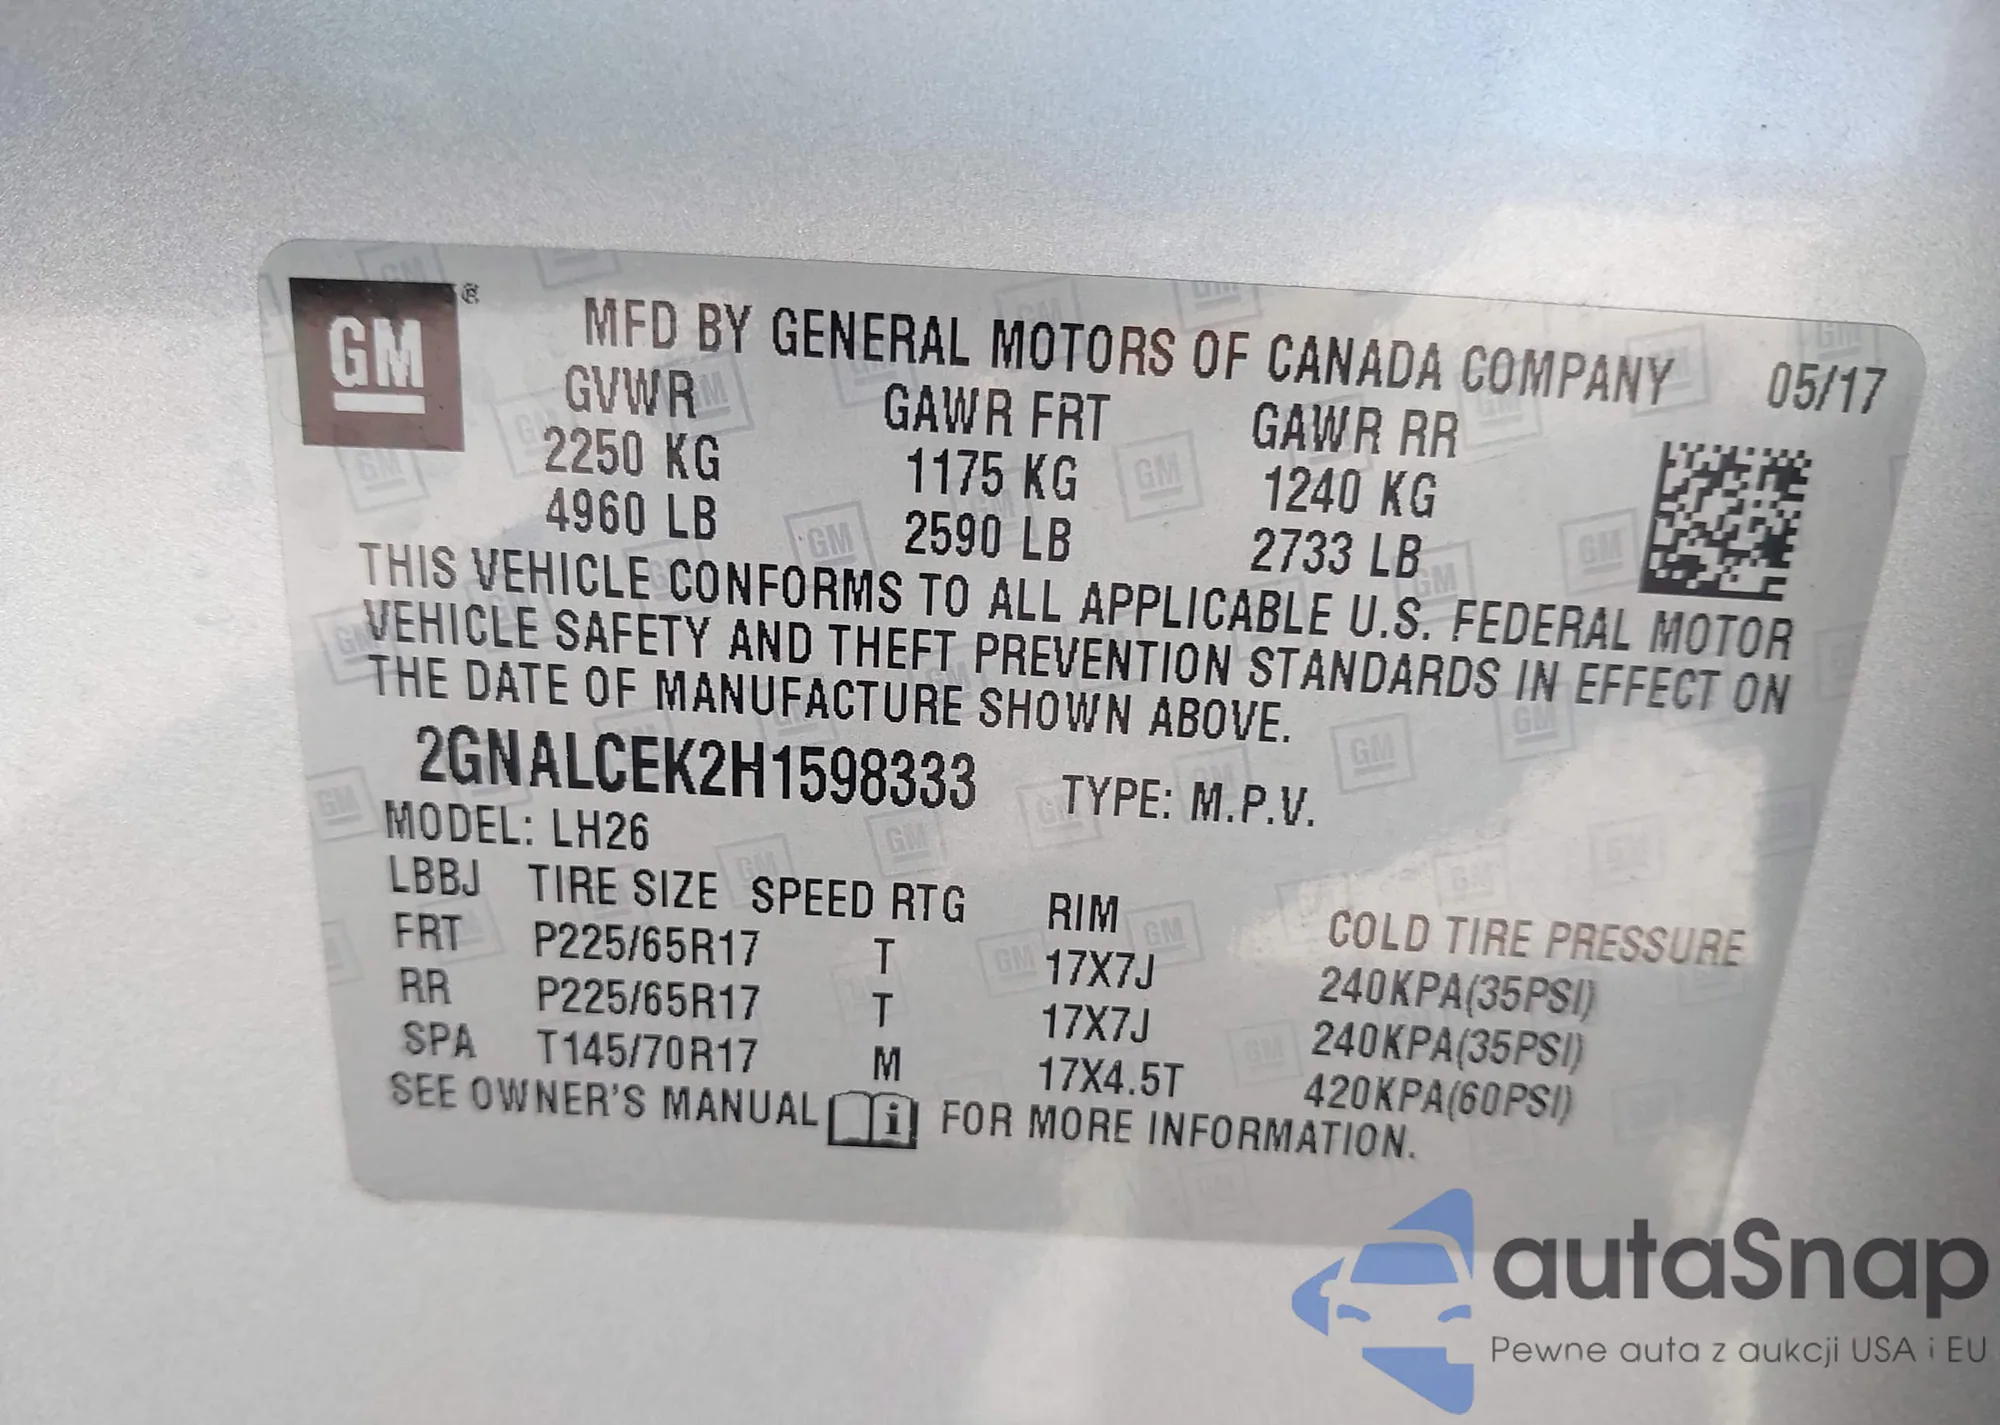 GM ®
MFD BY GENERAL MOTORS OF CANADA COMPANY 05/17
GVWR GAWR FRT GAWR RR
2250 KG 1175 KG 1240 KG
4960 LB 2590 LB 2733 LB
THIS VEHICLE CONFORMS TO ALL APPLICABLE U.S. FEDERAL MOTOR
VEHICLE SAFETY AND THEFT PREVENTION STANDARDS IN EFFECT ON
THE DATE OF MANUFACTURE SHOWN ABOVE.
2GNALCEK2H1598333 TYPE: M.P.V.
MODEL: LH26
LBBJ TIRE SIZE SPEED RTG RIM COLD TIRE PRESSURE
FRT P225/65R17 T 17X7J 240KPA(35PSI)
RR P225/65R17 T 17X7J 240KPA(35PSI)
SPA T145/70R17 M 17X4.5T 420KPA(60PSI)
SEE OWNER'S MANUAL i FOR MORE INFORMATION.
autaSnap
Pewne auta z aukcji USA i EU